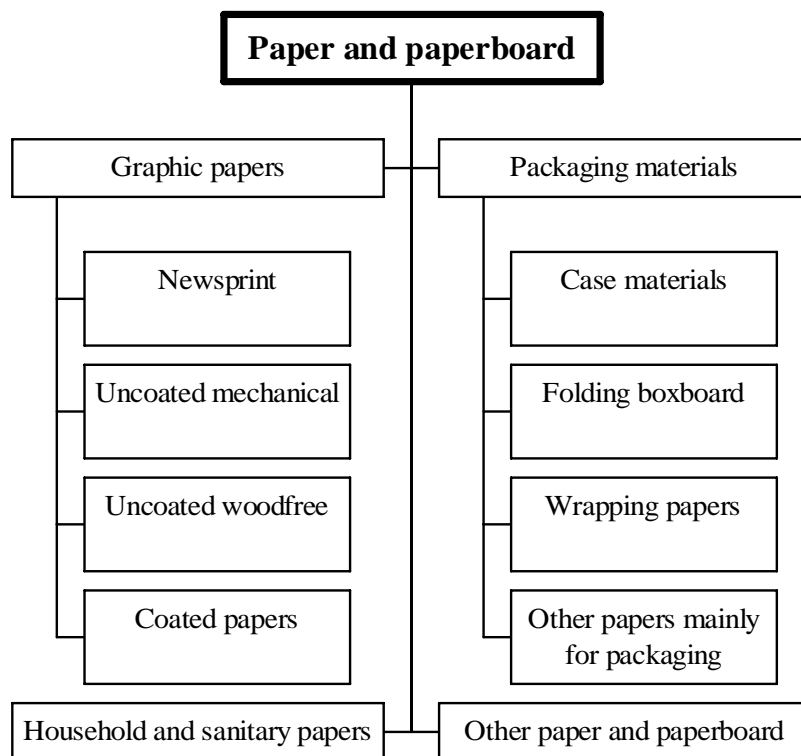 Paper and paperboard
Graphic papers
Newsprint
Uncoated mechanical
Uncoated woodfree
Coated papers
Packaging materials
Case materials
Folding boxboard
Wrapping papers
Other papers mainly
for packaging
Household and sanitary papers
Other paper and paperboard